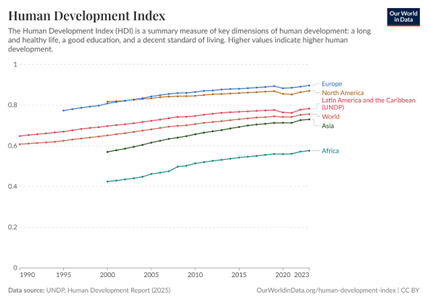 Human Development Index
Our World
in Data
The Human Development Index (HDI) is a summary measure of key dimensions of human development: a long
and healthy life, a good education, and a decent standard of living. Higher values indicate higher human
development.
1
0.8
0.6
0.4
0.2
0
Europe
North America
Latin America and the Caribbean
(UNDP)
World
Asia
Africa
1990
1995
2000
2005
2010
2015
2020
2023
Data source: UNDP, Human Development Report (2025)
OurWorldinData.org/human-development-index | CC BY